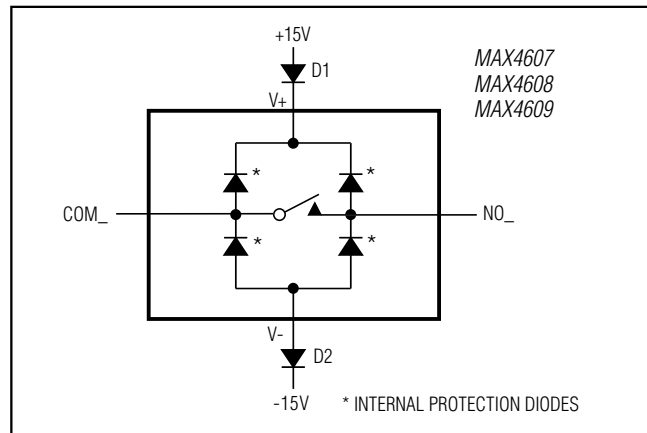 +15V
D1
MAX4607
MAX4608
MAX4609
V+
*
*
COM_
NO_
*
*
V-
D2
-15V
* INTERNAL PROTECTION DIODES